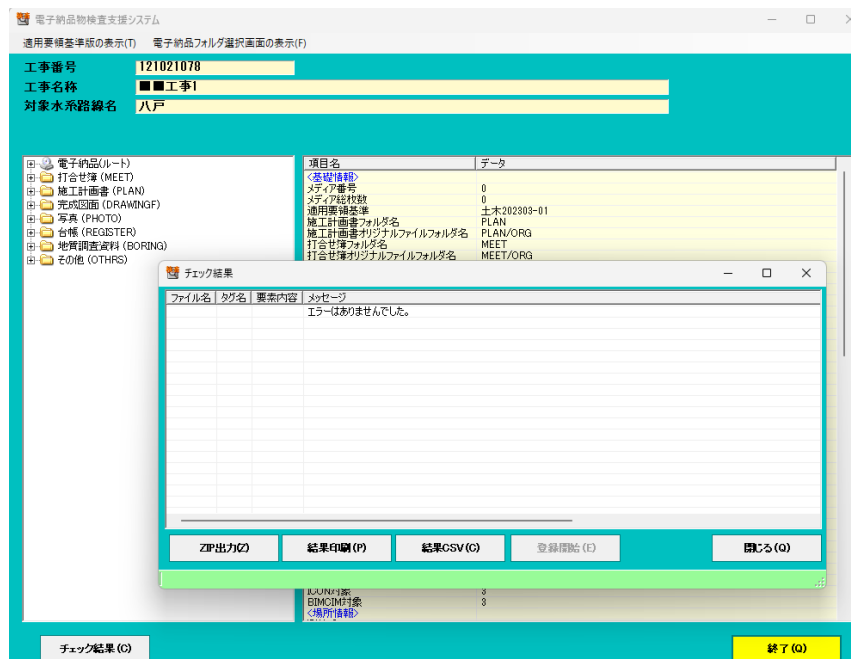 電子納品物検査支援システム
適用要領基準版の表示(T) 電子納品フォルダ選択画面の表示(F)
工事番号 121021078
工事名称 ■■工事1
対象水系路線名 八戸
電子納品(ルート)
打合せ簿 (MEET)
施工計画書 (PLAN)
完成図面 (DRAWINGF)
写真 (PHOTO)
台帳 (REGISTER)
地質調査資料 (BORING)
その他 (OTHRS)
項目名 データ
<基礎情報>
メディア番号 0
メディア総枚数 0
適用要領基準 土木202303-01
施工計画書フォルダ名 PLAN
施工計画書オリジナルファイルフォルダ名 PLAN/ORG
打合せ簿フォルダ名 MEET
打合せ簿オリジナルファイルフォルダ名 MEET/ORG
チェック結果
ファイル名 タグ名 要素内容 メッセージ
エラーはありませんでした。
ZIP出力(Z) 結果印刷(P) 結果CSV(C) 登録開始(E) 閉じる(Q)
ICON対象 3
BIMCIM対象 3
<場所情報>
チェック結果(C) 終了(Q)